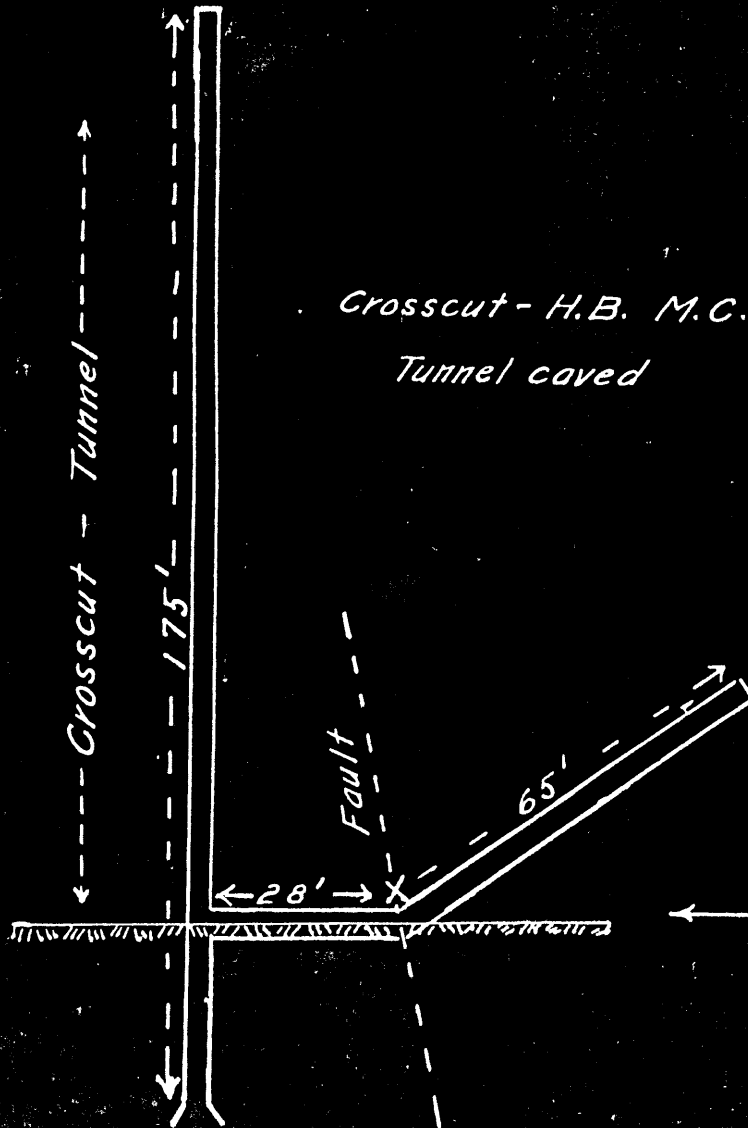 Crosscut - H.B. M.C.
Tunnel caved
Crosscut - Tunnel
175'
Fault
65'
28'
X